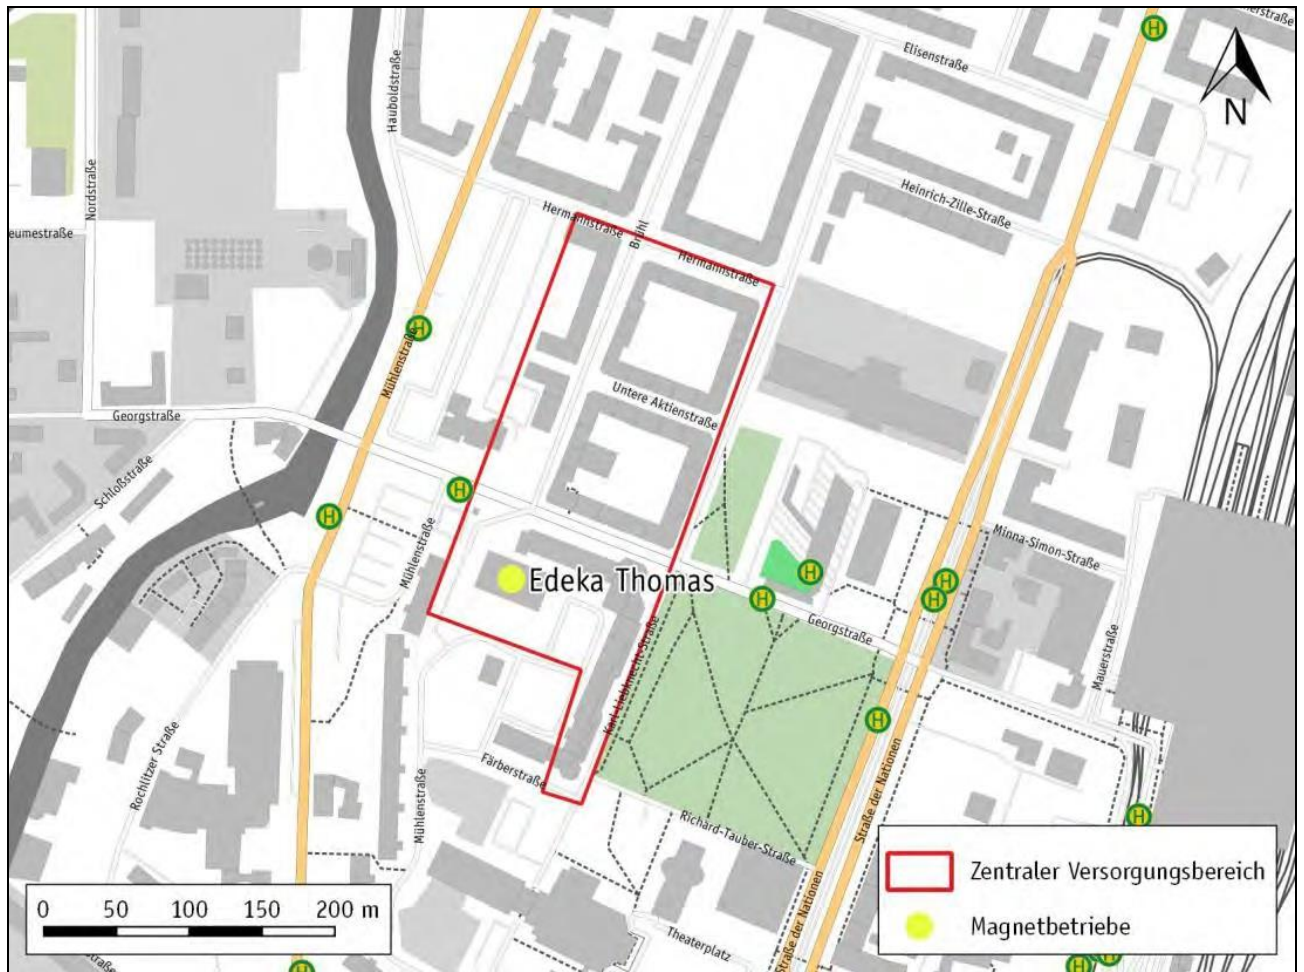 Elisenstraße
N
Hauboldstraße
Nordstraße
Heinrich-Zille-Straße
Hermannstraße
Brühl
Hermannstraße
eumestraße
H
H
Mühlenstraße
Untere Aktienstraße
Georgstraße
Schloßstraße
H
H
Mühlenstraße
Minna-Simon-Straße
Edeka Thomas
H
H
H
H
Georgstraße
Mauerstraße
Karl-Liebknecht-Straße
H
Rochlitzer Straße
Färberstraße
Mühlenstraße
Straße der Nationen
Richard-Tauber-Straße
H
Straße der Nationen
Theaterplatz
Zentraler Versorgungsbereich
Magnetbetriebe
0 50 100 150 200 m
H
H
H